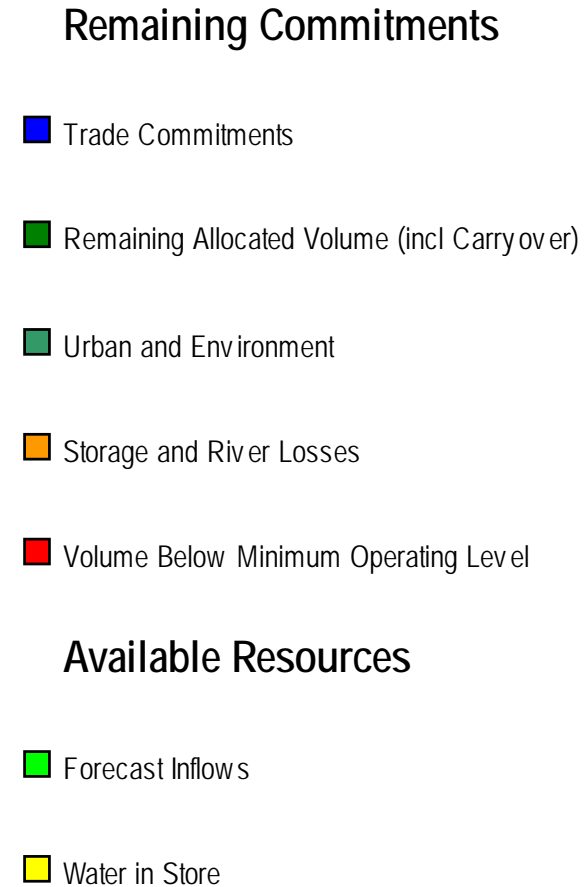 Remaining Commitments
Trade Commitments
Remaining Allocated Volume (incl Carryover)
Urban and Environment
Storage and River Losses
Volume Below Minimum Operating Level
Available Resources
Forecast Inflows
Water in Store